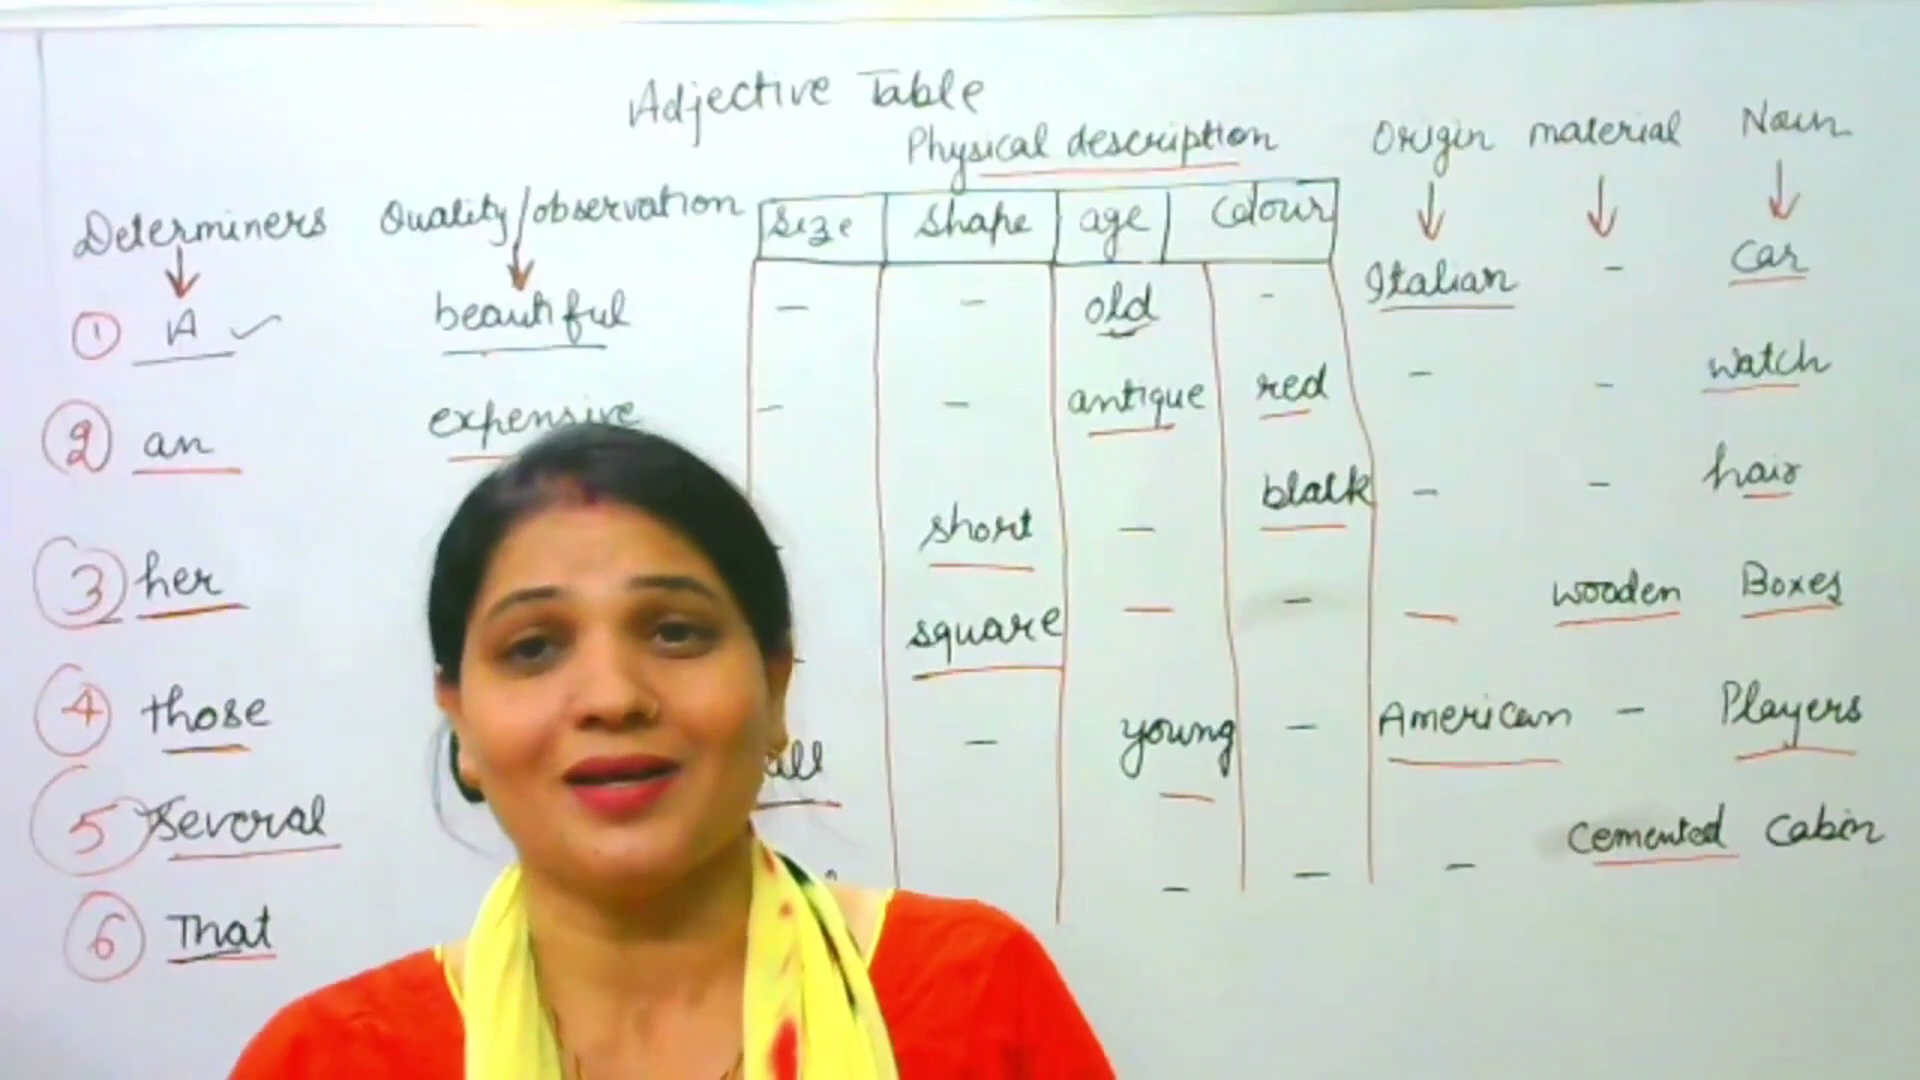 Adjective Table
Physical description Origin material Noun
Determiners Quality/observation size shape age colour
① A ✓ beautiful - - old - Italian - car
② an expensive - - antique red - - watch
③ her short - black - - hair
④ those square - - - wooden Boxes
⑤ several - young - American - Players
⑥ That - - - cemented Cabin